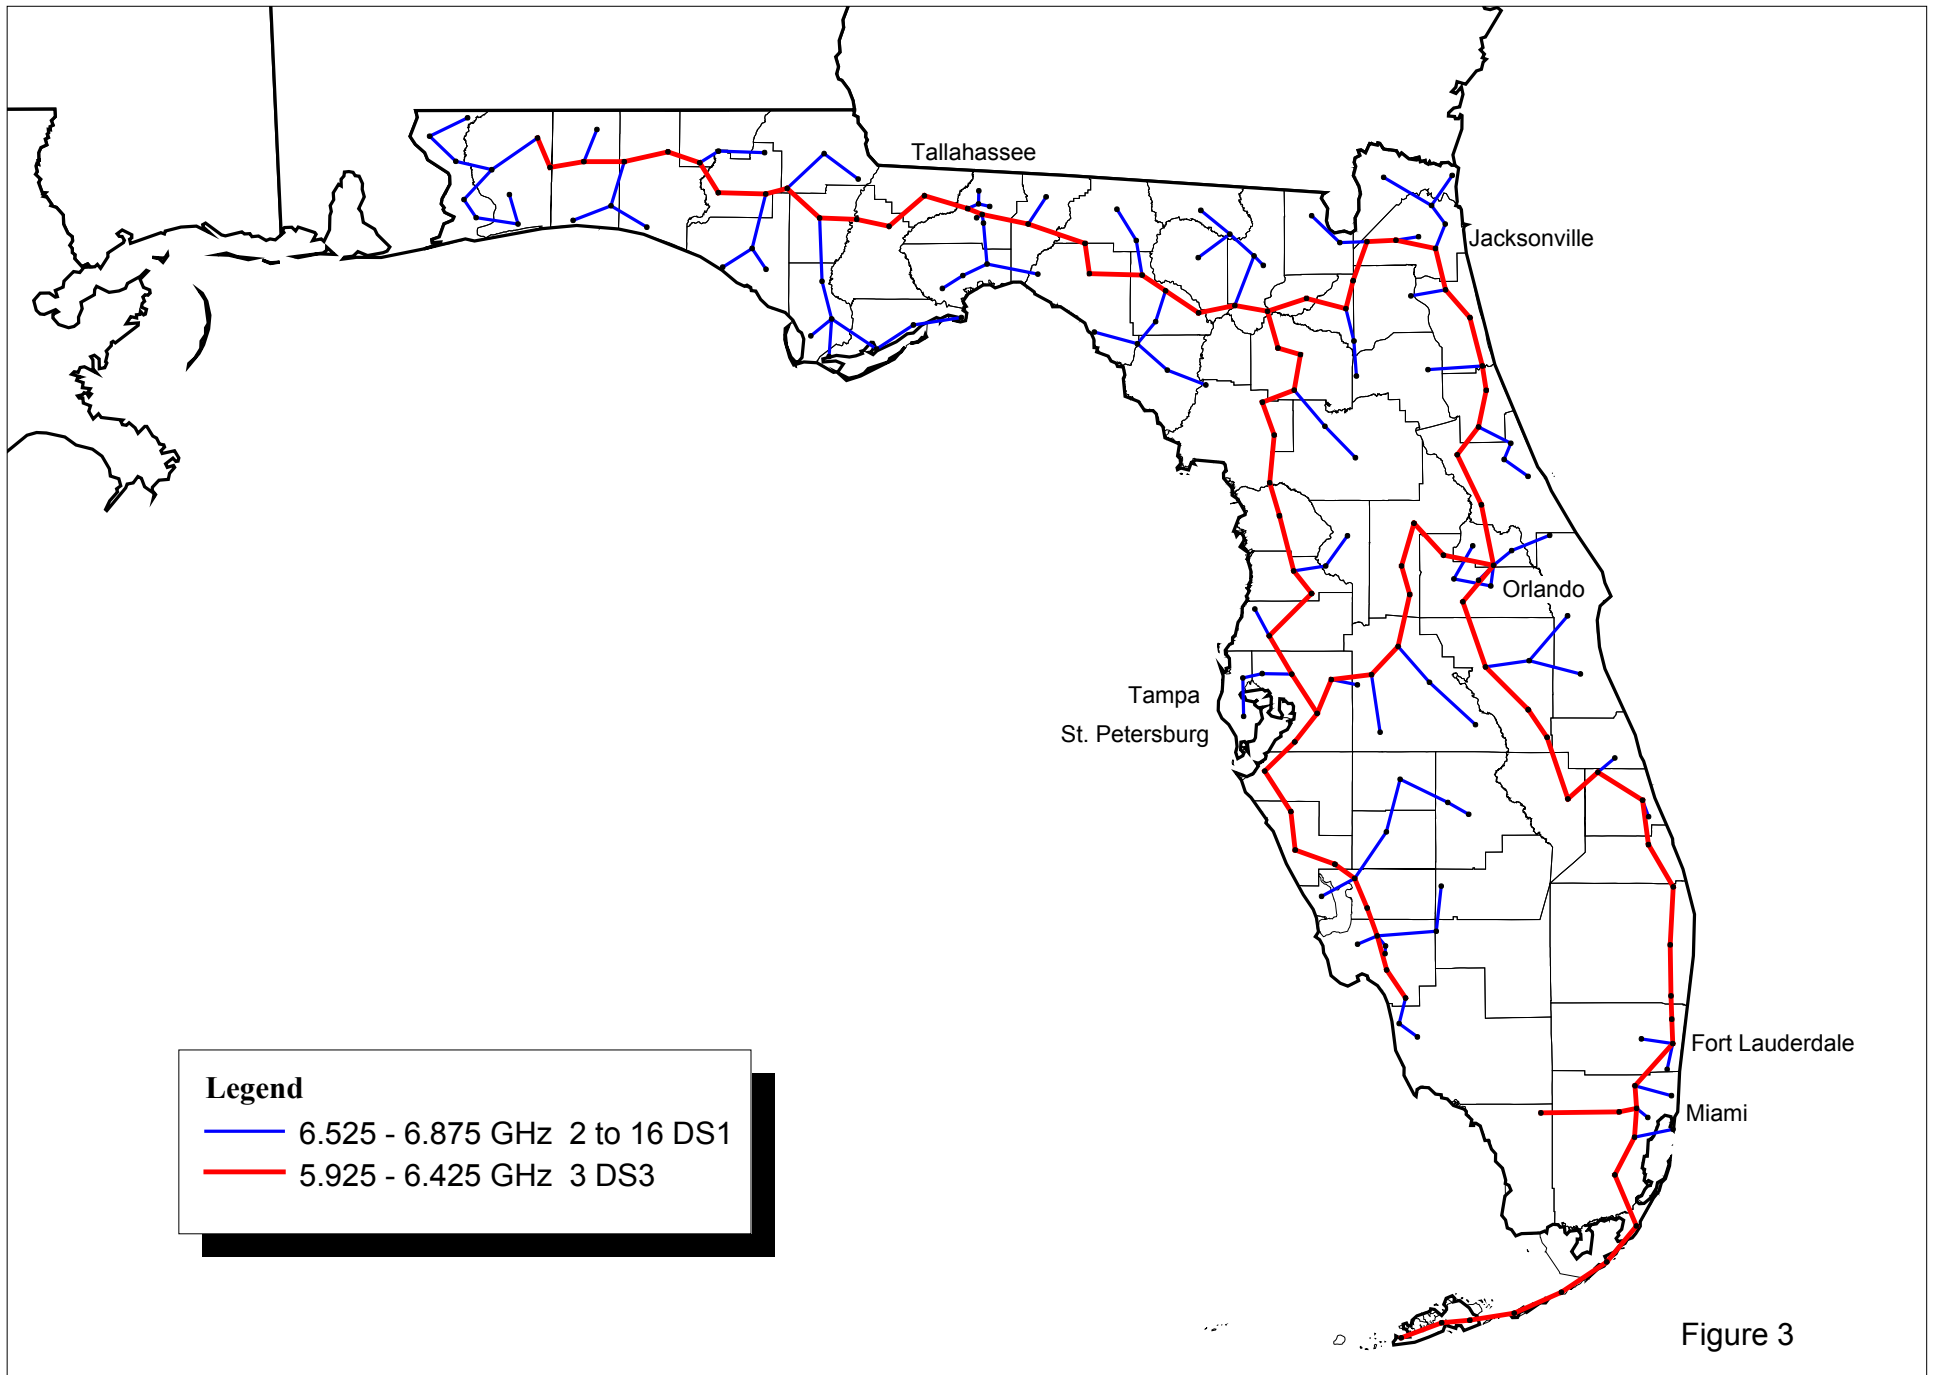 Tallahassee
Jacksonville
Orlando
Tampa
St. Petersburg
Fort Lauderdale
Miami
Legend
6.525 - 6.875 GHz  2 to 16 DS1
5.925 - 6.425 GHz  3 DS3
Figure 3